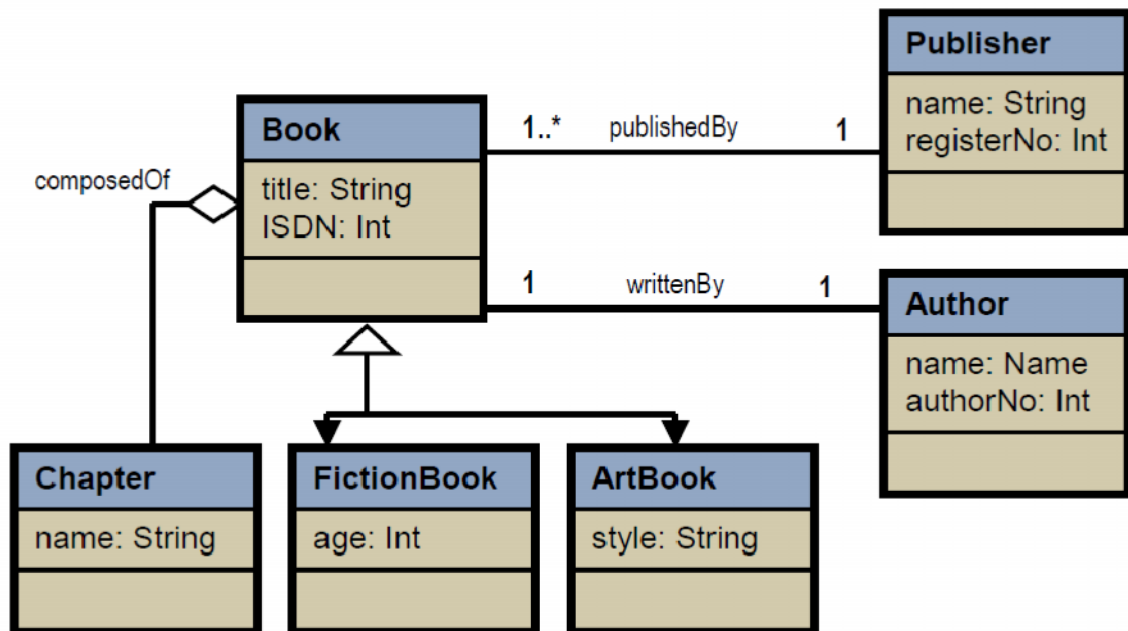 Publisher
name: String
registerNo: Int
Book
title: String
ISDN: Int
1..* publishedBy 1
composedOf
1 writtenBy 1
Author
name: Name
authorNo: Int
Chapter
name: String
FictionBook
age: Int
ArtBook
style: String